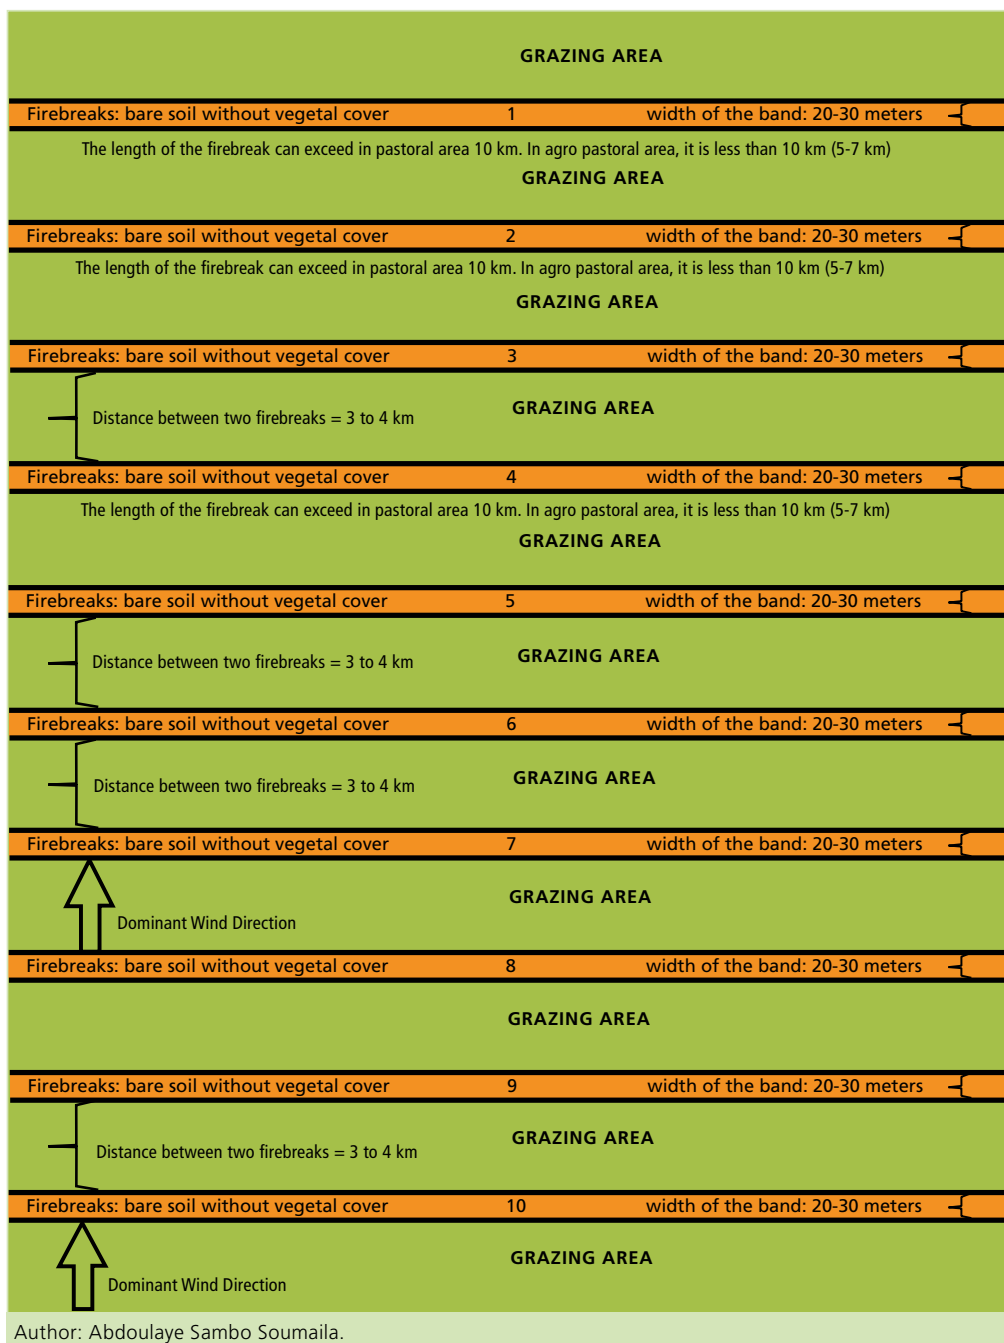 GRAZING AREA
Firebreaks: bare soil without vegetal cover 1 width of the band: 20-30 meters
The length of the firebreak can exceed in pastoral area 10 km. In agro pastoral area, it is less than 10 km (5-7 km)
GRAZING AREA
Firebreaks: bare soil without vegetal cover 2 width of the band: 20-30 meters
The length of the firebreak can exceed in pastoral area 10 km. In agro pastoral area, it is less than 10 km (5-7 km)
GRAZING AREA
Firebreaks: bare soil without vegetal cover 3 width of the band: 20-30 meters
GRAZING AREA
Distance between two firebreaks = 3 to 4 km
Firebreaks: bare soil without vegetal cover 4 width of the band: 20-30 meters
The length of the firebreak can exceed in pastoral area 10 km. In agro pastoral area, it is less than 10 km (5-7 km)
GRAZING AREA
Firebreaks: bare soil without vegetal cover 5 width of the band: 20-30 meters
GRAZING AREA
Distance between two firebreaks = 3 to 4 km
Firebreaks: bare soil without vegetal cover 6 width of the band: 20-30 meters
GRAZING AREA
Distance between two firebreaks = 3 to 4 km
Firebreaks: bare soil without vegetal cover 7 width of the band: 20-30 meters
GRAZING AREA
Dominant Wind Direction
Firebreaks: bare soil without vegetal cover 8 width of the band: 20-30 meters
GRAZING AREA
Firebreaks: bare soil without vegetal cover 9 width of the band: 20-30 meters
GRAZING AREA
Distance between two firebreaks = 3 to 4 km
Firebreaks: bare soil without vegetal cover 10 width of the band: 20-30 meters
GRAZING AREA
Dominant Wind Direction
Author: Abdoulaye Sambo Soumaila.